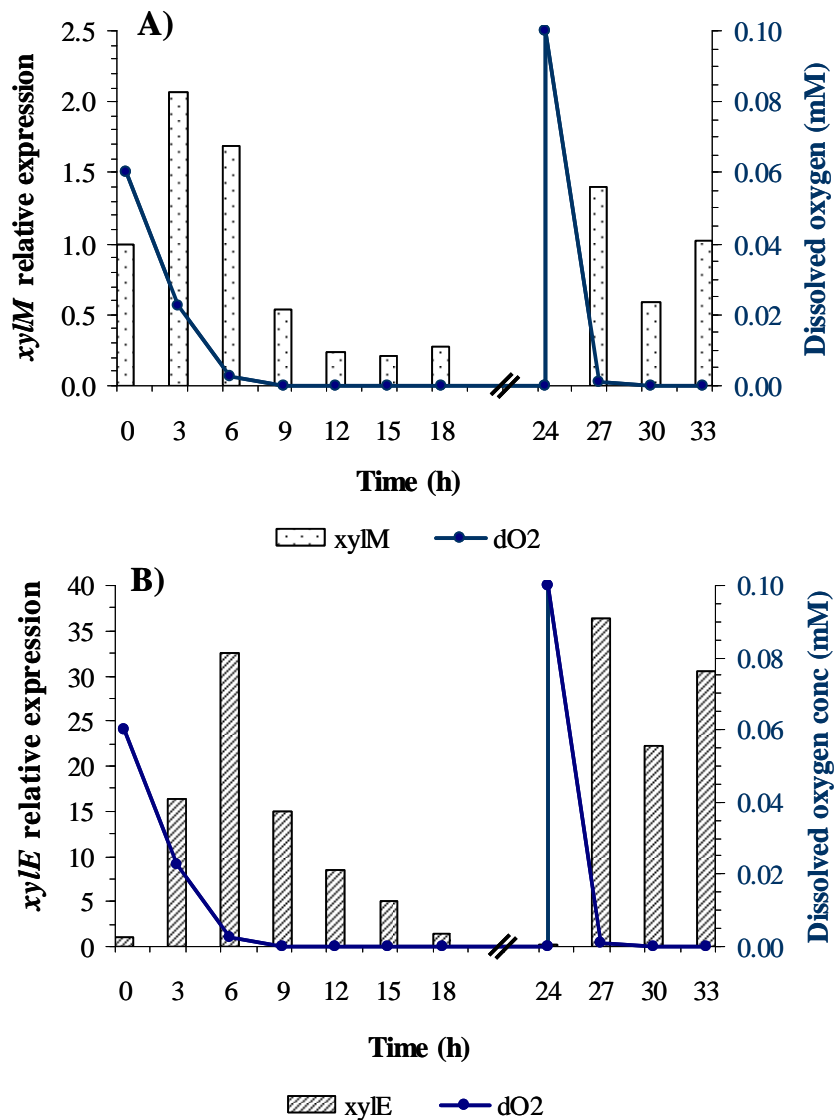 A)
xylM relative expression
2.5
2.0
1.5
1.0
0.5
0.0
Dissolved oxygen (mM)
0.10
0.08
0.06
0.04
0.02
0.00
0 3 6 9 12 15 18 24 27 30 33
Time (h)
xylM dO2
B)
xylE relative expression
40
35
30
25
20
15
10
5
0
Dissolved oxygen conc (mM)
0.10
0.08
0.06
0.04
0.02
0.00
0 3 6 9 12 15 18 24 27 30 33
Time (h)
xylE dO2